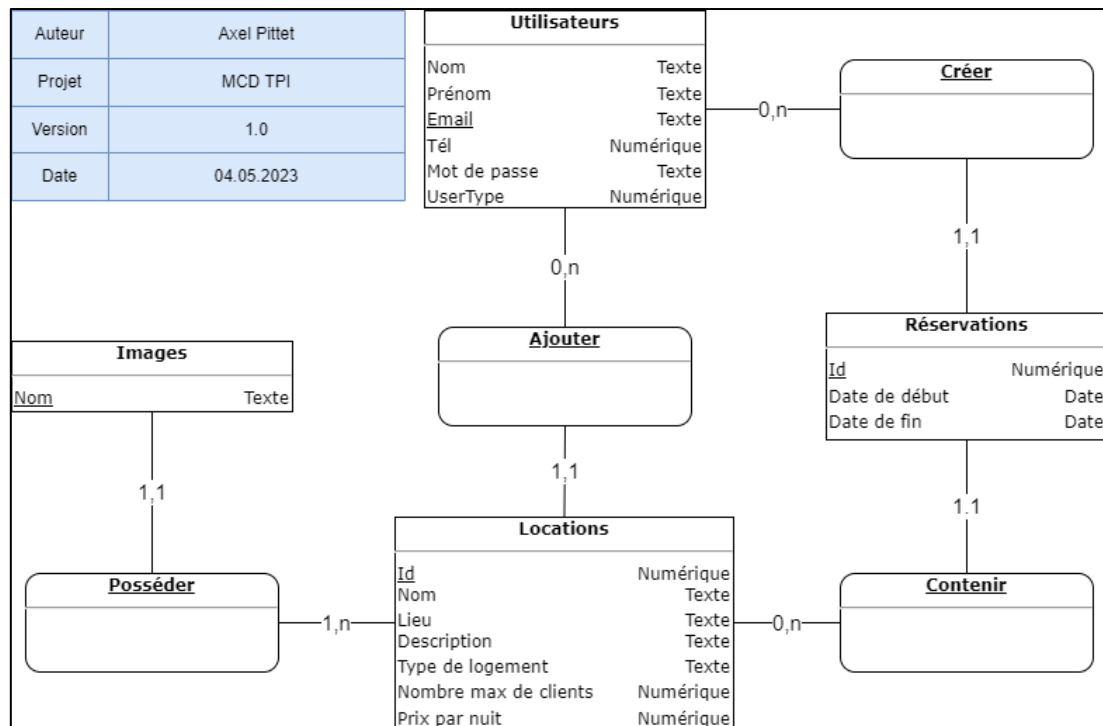 Auteur Axel Pittet
Projet MCD TPI
Version 1.0
Date 04.05.2023
Utilisateurs
Nom Texte
Prénom Texte
Email Texte
Tél Numérique
Mot de passe Texte
UserType Numérique
0,n
Créer
1,1
0,n
Ajouter
1,1
Réservations
Id Numérique
Date de début Date
Date de fin Date
1.1
Images
Nom Texte
1,1
Posséder
1,n
Locations
Id Numérique
Nom Texte
Lieu Texte
Description Texte
Type de logement Texte
Nombre max de clients Numérique
Prix par nuit Numérique
0,n
Contenir